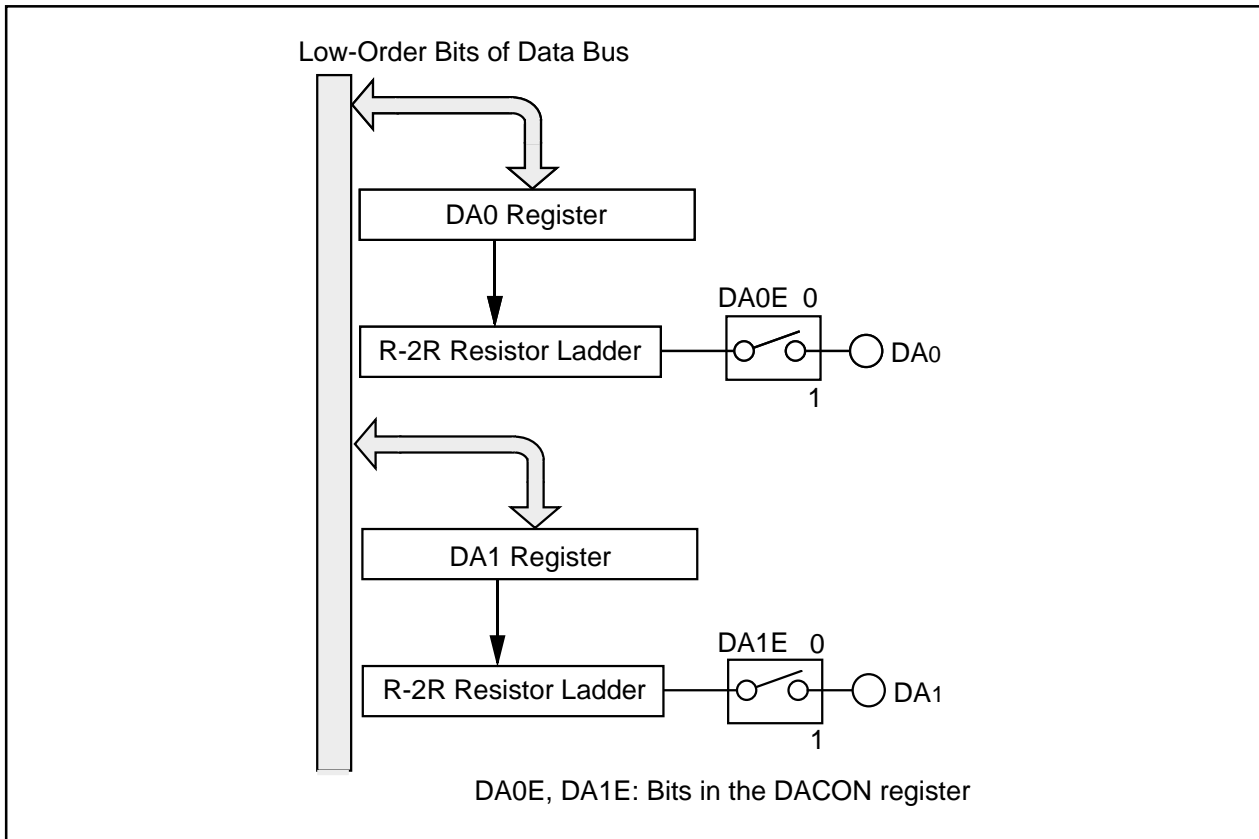 Low-Order Bits of Data Bus
DA0 Register
DA0E 0
R-2R Resistor Ladder
DA0
1
DA1 Register
DA1E 0
R-2R Resistor Ladder
DA1
1
DA0E, DA1E: Bits in the DACON register